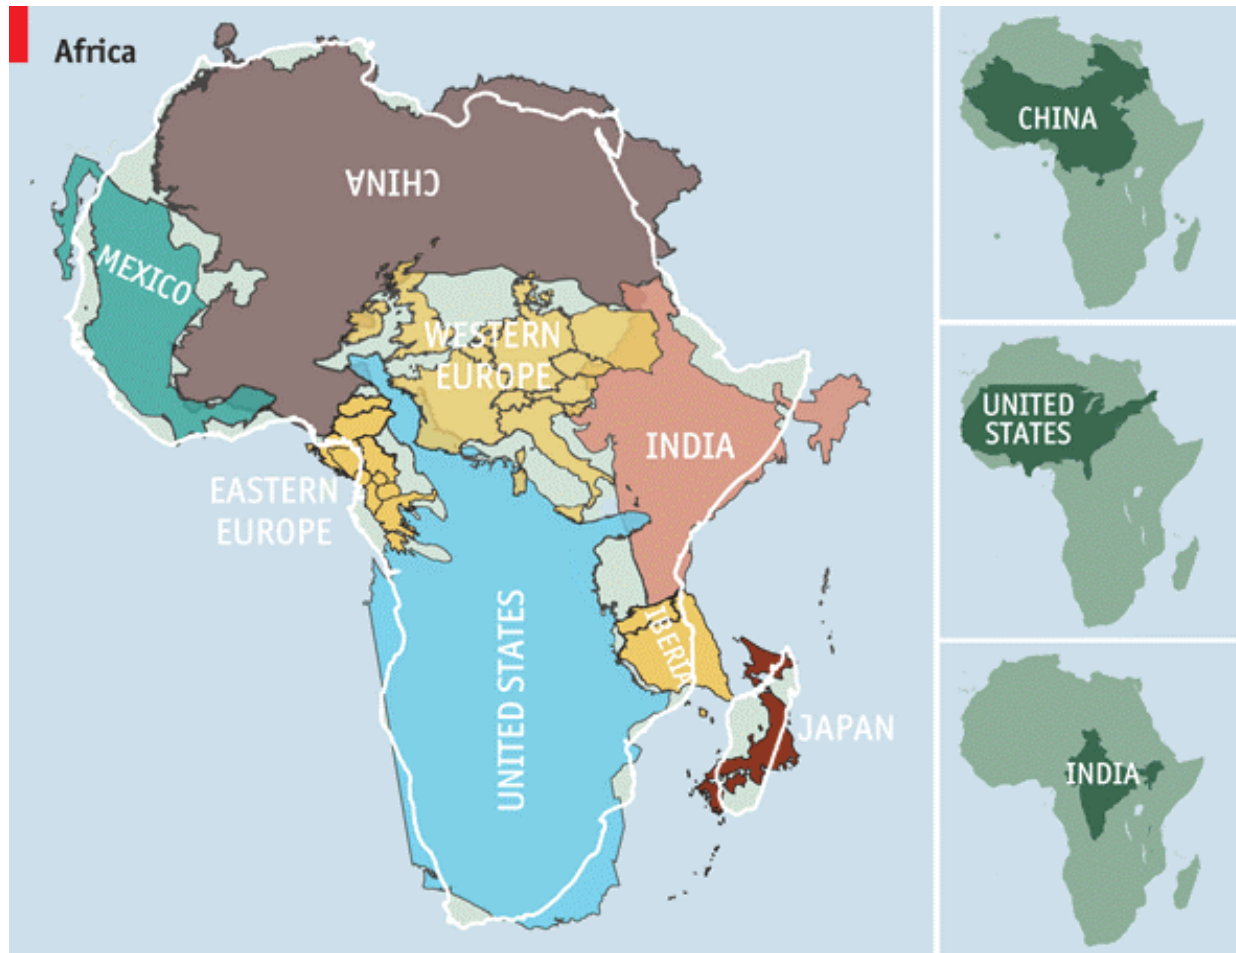 Africa
CHINA
MEXICO
WESTERN
EUROPE
INDIA
EASTERN
EUROPE
UNITED STATES
IBERIA
JAPAN
CHINA
UNITED
STATES
INDIA